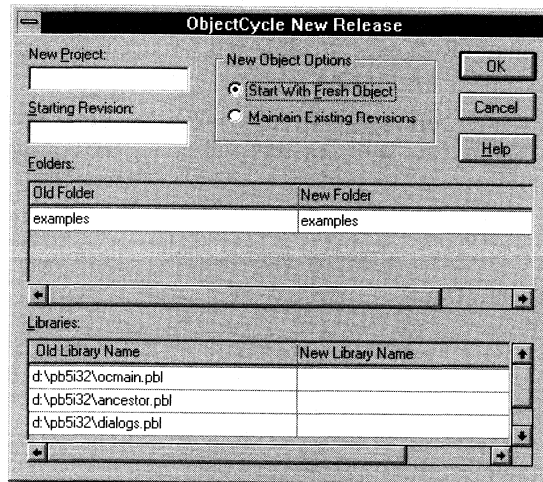 ObjectCycle New Release
New Project:
Starting Revision:
New Object Options
Start With Fresh Object
Maintain Existing Revisions
OK
Cancel
Help
Folders:
Old Folder New Folder
examples examples
Libraries:
Old Library Name New Library Name
d:\pb5i32\ocmain.pbl
d:\pb5i32\ancestor.pbl
d:\pb5i32\dialogs.pbl